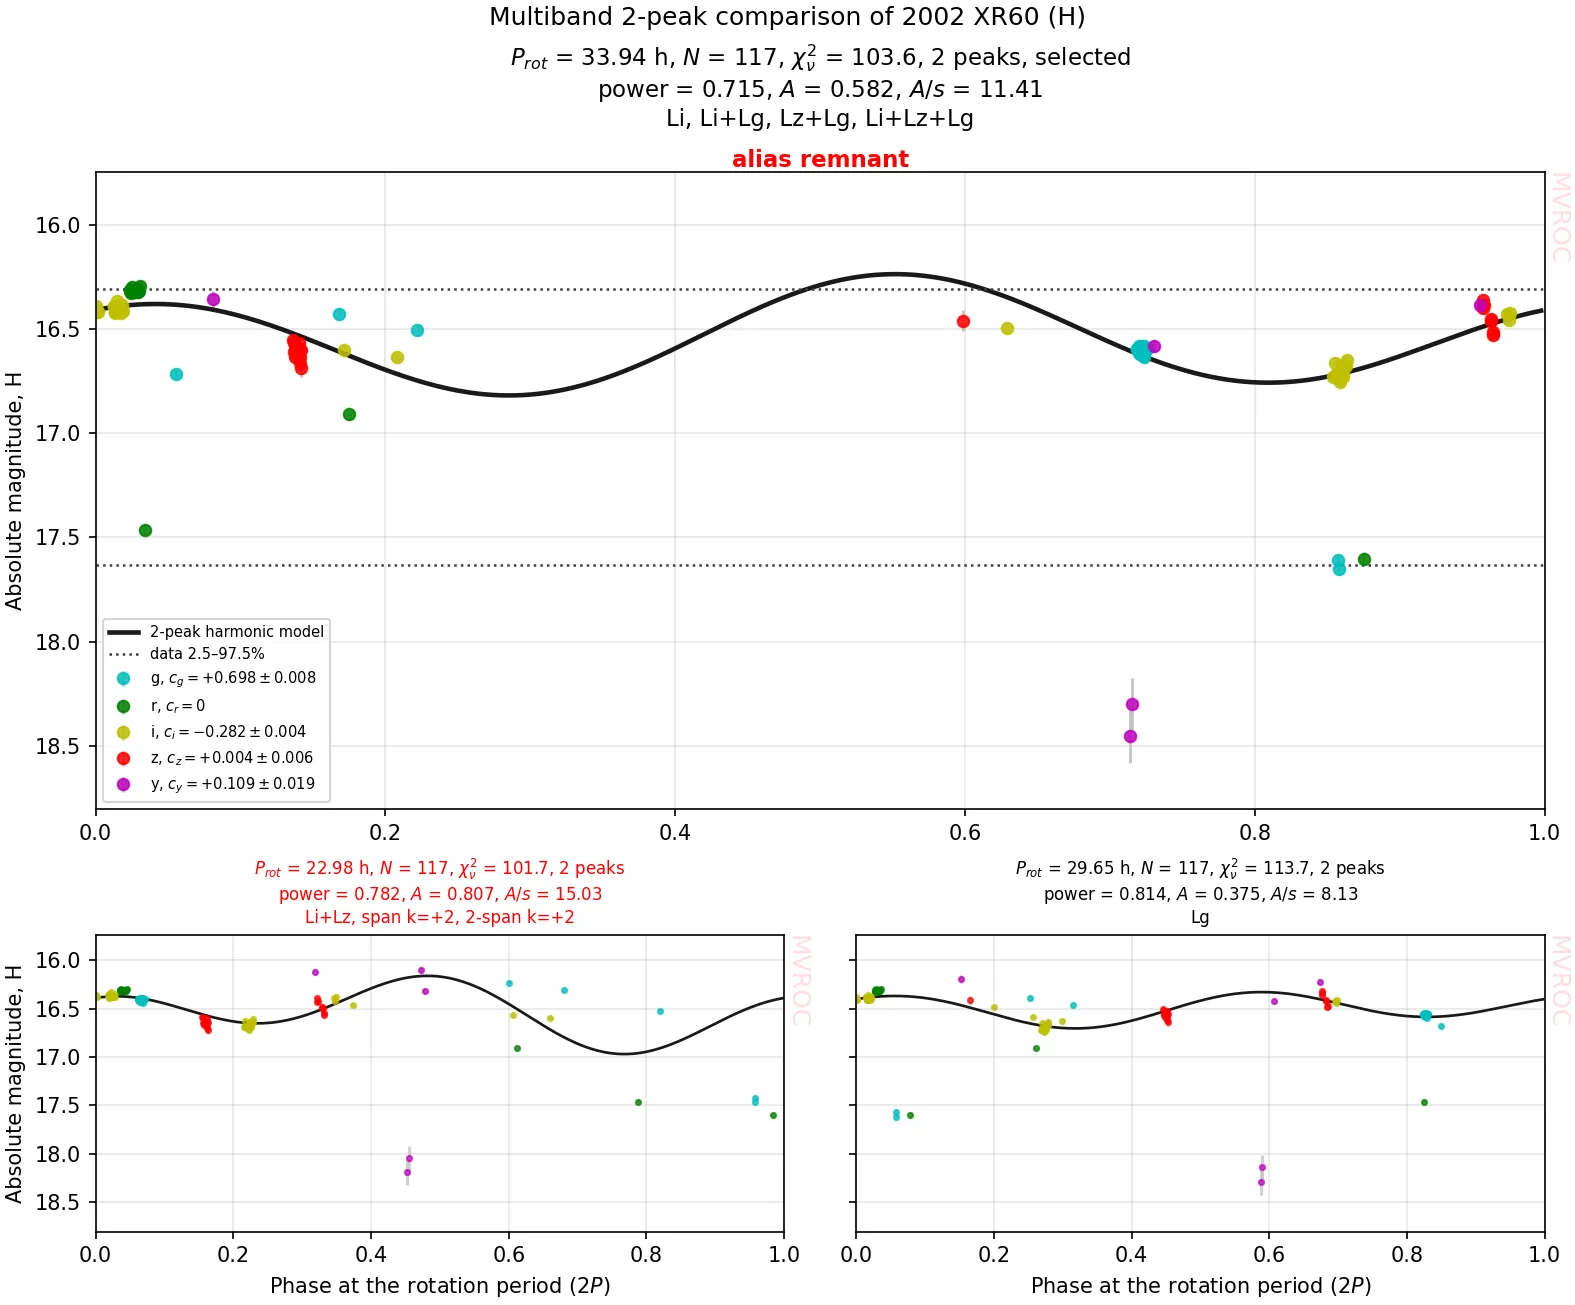 Multiband 2-peak comparison of 2002 XR60 (H)
P_rot = 33.94 h, N = 117, χ²_ν = 103.6, 2 peaks, selected
power = 0.715, A = 0.582, A/s = 11.41
Li, Li+Lg, Lz+Lg, Li+Lz+Lg
alias remnant
MVROC
Absolute magnitude, H
16.0
16.5
17.0
17.5
18.0
18.5
2-peak harmonic model
data 2.5–97.5%
g, c_g = +0.698 ± 0.008
r, c_r = 0
i, c_i = −0.282 ± 0.004
z, c_z = +0.004 ± 0.006
y, c_y = +0.109 ± 0.019
0.0 0.2 0.4 0.6 0.8 1.0
P_rot = 22.98 h, N = 117, χ²_ν = 101.7, 2 peaks
power = 0.782, A = 0.807, A/s = 15.03
Li+Lz, span k=+2, 2-span k=+2
MVROC
Absolute magnitude, H
16.0
16.5
17.0
17.5
18.0
18.5
0.0 0.2 0.4 0.6 0.8 1.0
Phase at the rotation period (2P)
P_rot = 29.65 h, N = 117, χ²_ν = 113.7, 2 peaks
power = 0.814, A = 0.375, A/s = 8.13
Lg
MVROC
0.0 0.2 0.4 0.6 0.8 1.0
Phase at the rotation period (2P)